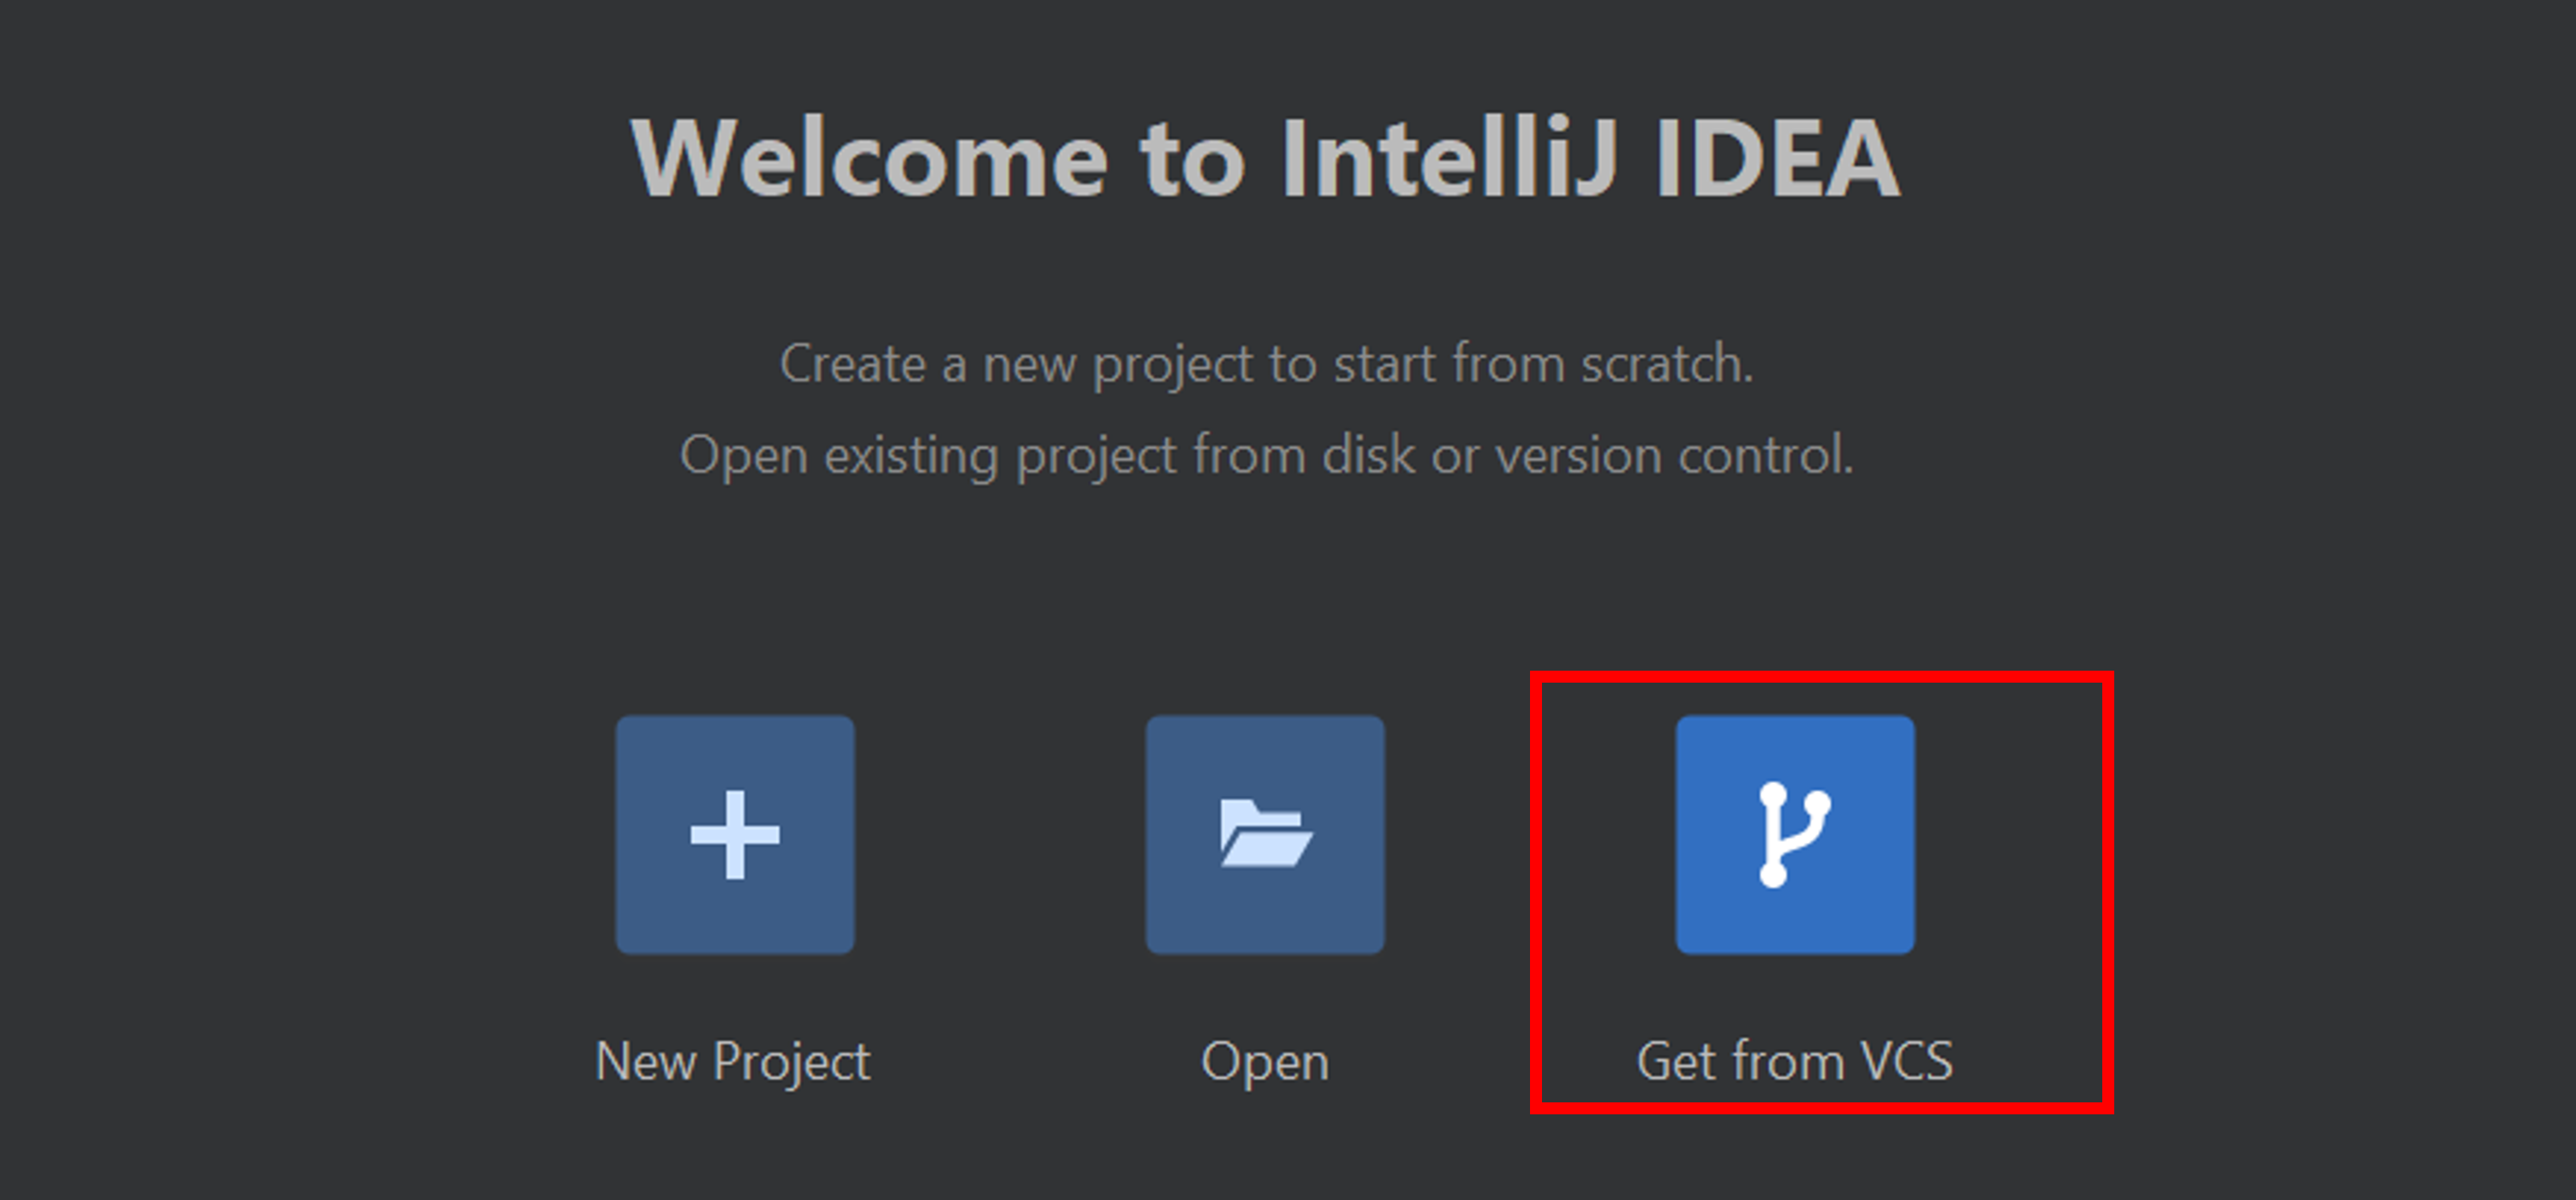 Welcome to IntelliJ IDEA
Create a new project to start from scratch.
Open existing project from disk or version control.
New Project
Open
Get from VCS